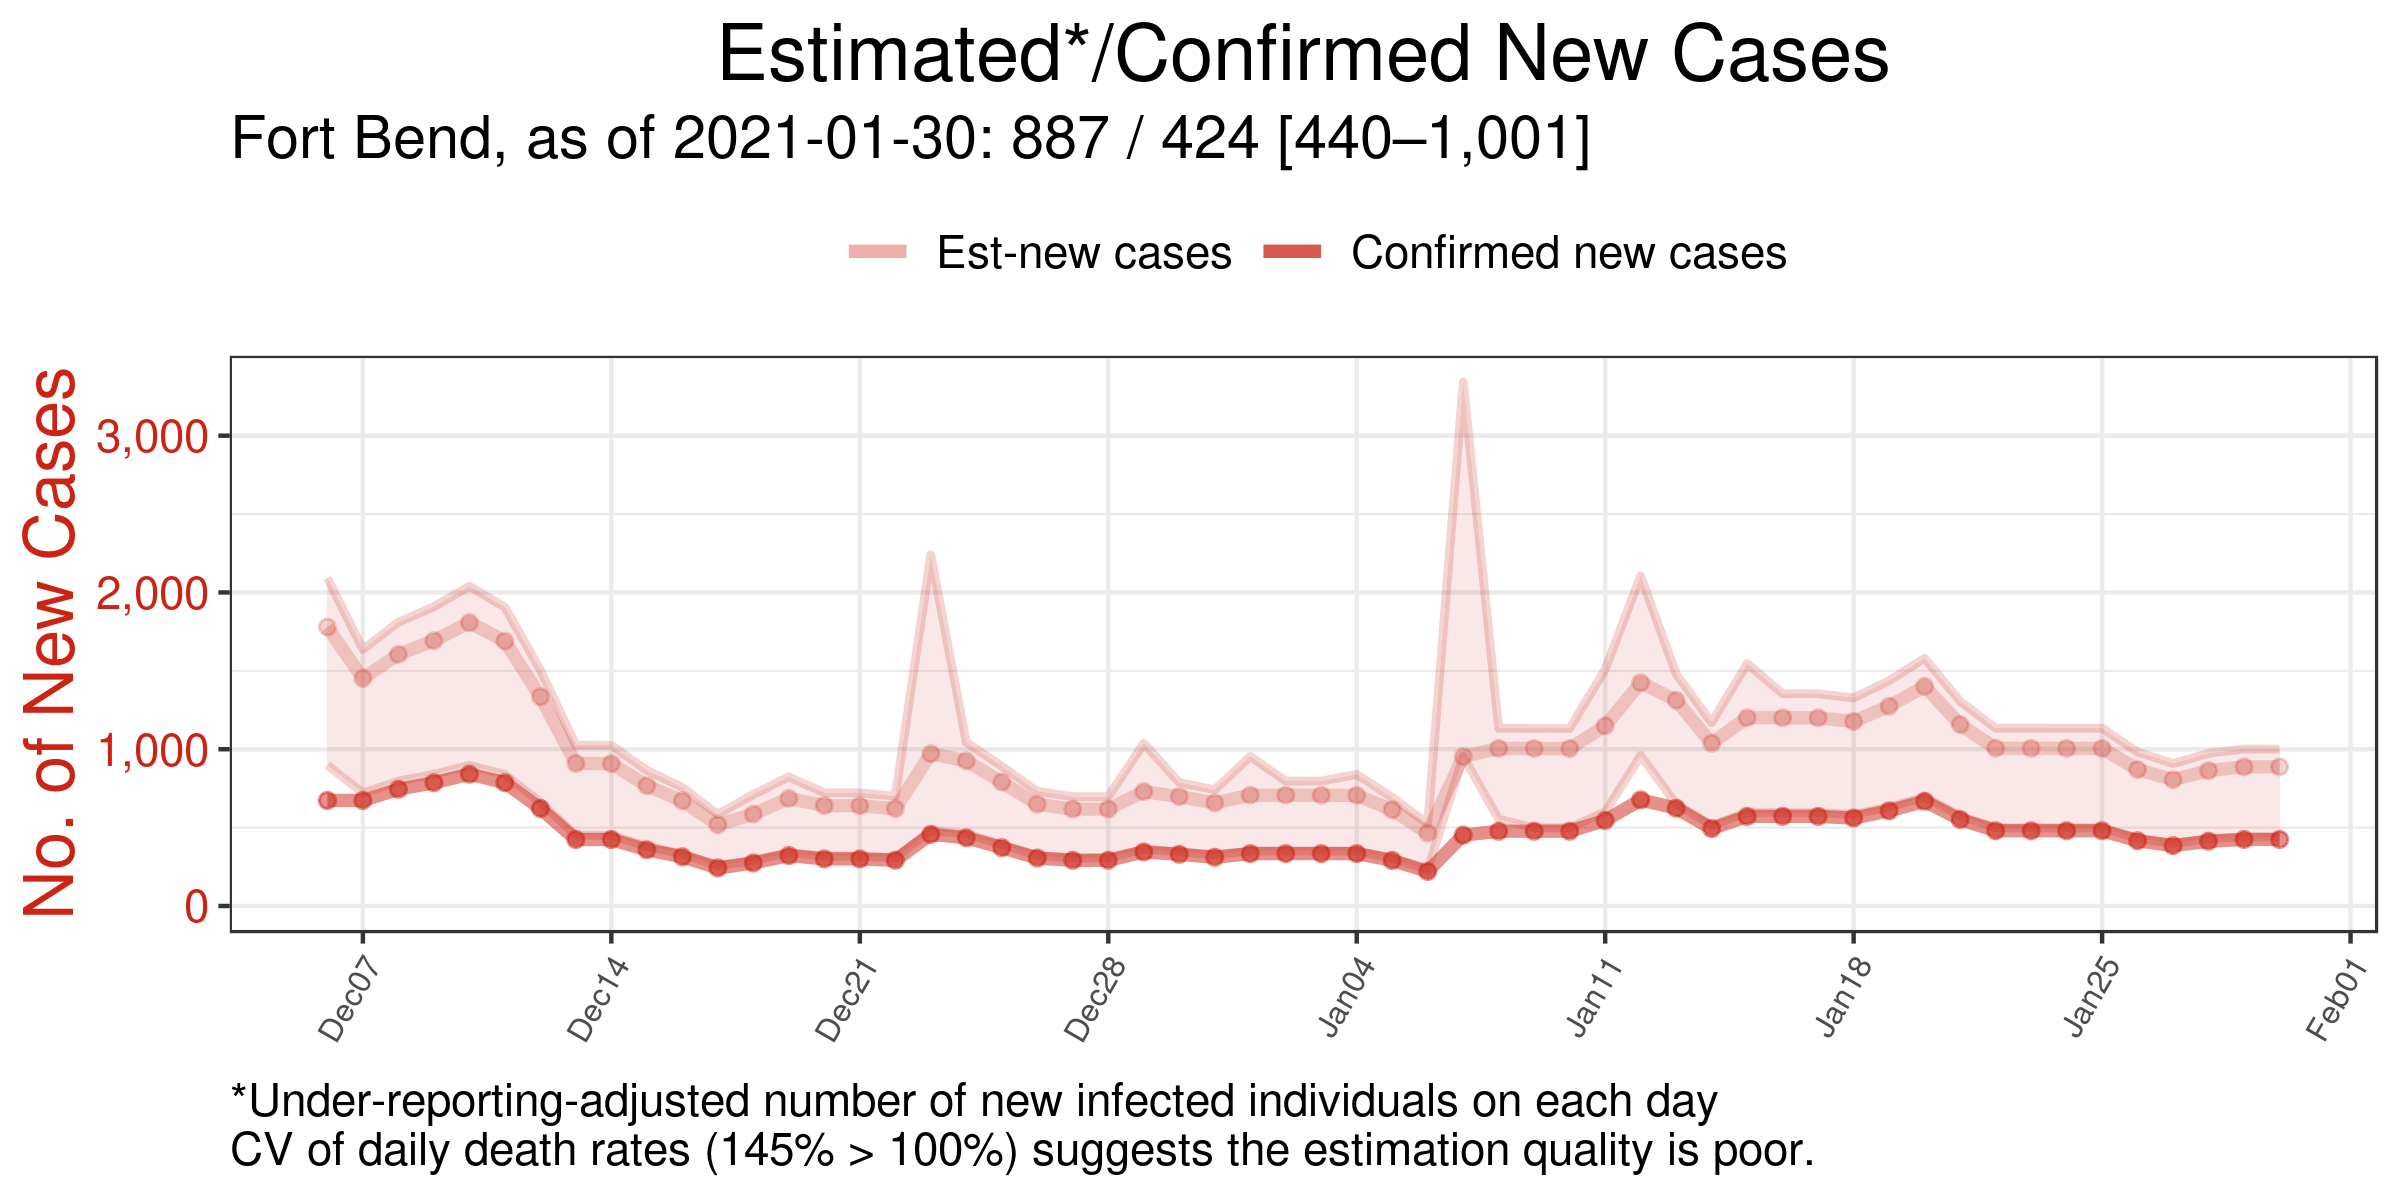 Estimated*/Confirmed New Cases
Fort Bend, as of 2021-01-30: 887 / 424 [440–1,001]
Est-new cases
Confirmed new cases
No. of New Cases
3,000
2,000
1,000
0
Dec07
Dec14
Dec21
Dec28
Jan04
Jan11
Jan18
Jan25
Feb01
*Under-reporting-adjusted number of new infected individuals on each day
CV of daily death rates (145% > 100%) suggests the estimation quality is poor.